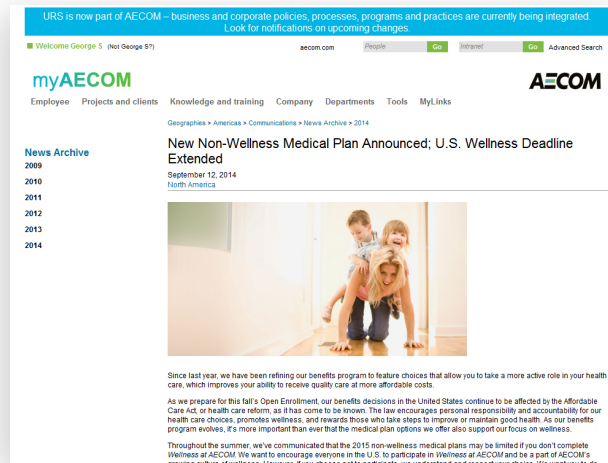 URS is now part of AECOM – business and corporate policies, processes, programs and practices are currently being integrated.
Look for notifications on upcoming changes.
Welcome George S (Not George S?)
aecom.com People Go Intranet Go Advanced Search
myAECOM
AECOM
Employee Projects and clients Knowledge and training Company Departments Tools MyLinks
Geographies > Americas > Communications > News Archive > 2014
News Archive
2009
2010
2011
2012
2013
2014
New Non-Wellness Medical Plan Announced; U.S. Wellness Deadline
Extended
September 12, 2014
North America
Since last year, we have been refining our benefits program to feature choices that allow you to take a more active role in your health
care, which improves your ability to receive quality care at more affordable costs.
As we prepare for this fall's Open Enrollment, our benefits decisions in the United States continue to be affected by the Affordable
Care Act, or health care reform, as it has come to be known. The law encourages personal responsibility and accountability for our
health care choices, promotes wellness, and rewards those who take steps to improve or maintain good health. As our benefits
program evolves, it's more important than ever that the medical plan options we offer also support our focus on wellness.
Throughout the summer, we've communicated that the 2015 non-wellness medical plans may be limited if you don't complete
Wellness at AECOM. We want to encourage everyone in the U.S. to participate in Wellness at AECOM and be a part of AECOM's